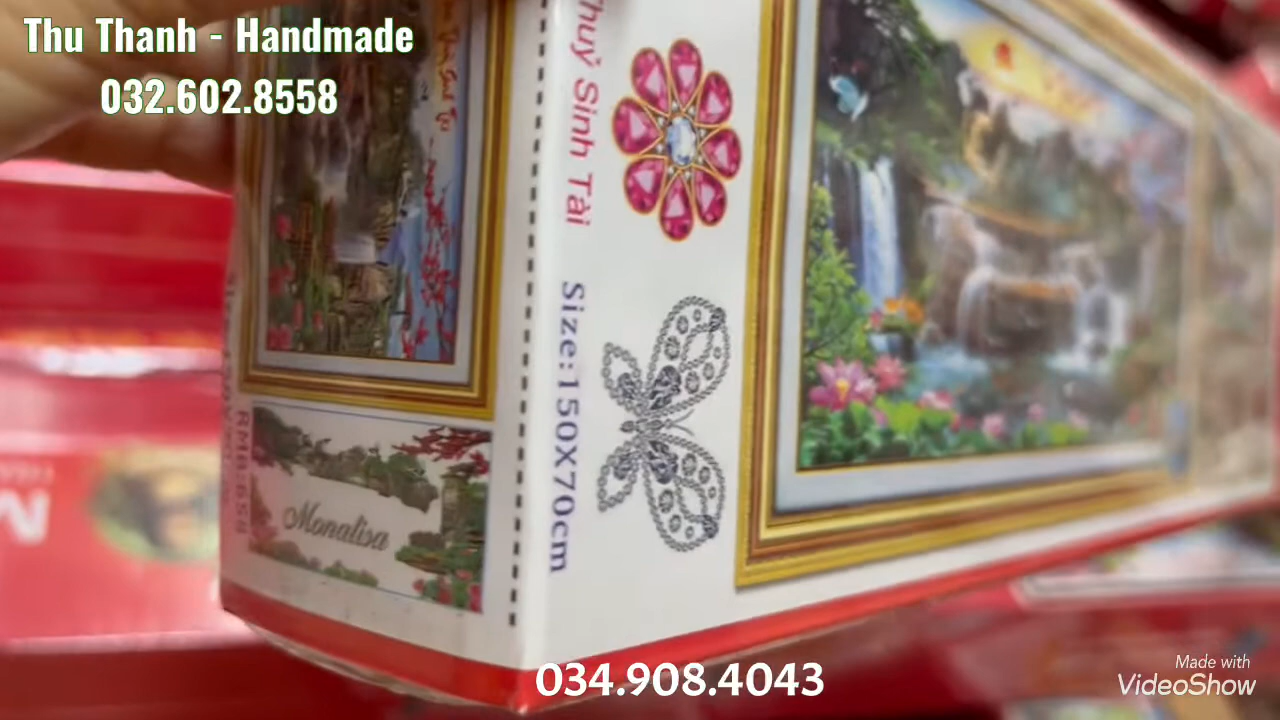 Thu Thanh - Handmade
032.602.8558
Thuỷ Sinh Tài
Size:150X70cm
Monalisa
034.908.4043
Made with
VideoShow